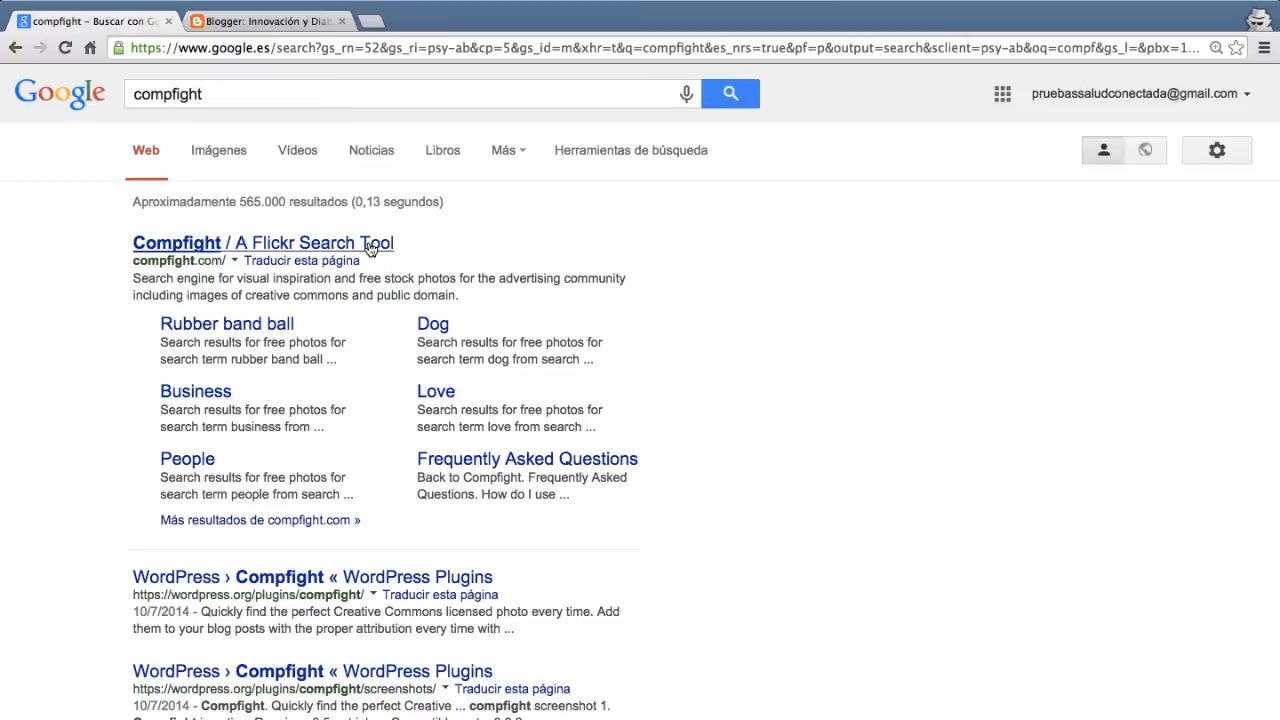 compfight - Buscar con Go
Blogger: Innovación y Diab
https://www.google.es/search?gs_rn=52&gs_ri=psy-ab&cp=5&gs_id=m&xhr=t&q=compfight&es_nrs=true&pf=p&output=search&sclient=psy-ab&oq=compf&gs_l=&pbx=1...
Google
compfight
pruebassaludconectada@gmail.com
Web Imágenes Vídeos Noticias Libros Más Herramientas de búsqueda
Aproximadamente 565.000 resultados (0,13 segundos)
Compfight / A Flickr Search Tool
compfight.com/ Traducir esta página
Search engine for visual inspiration and free stock photos for the advertising community
including images of creative commons and public domain.
Rubber band ball
Search results for free photos for
search term rubber band ball ...
Dog
Search results for free photos for
search term dog from search ...
Business
Search results for free photos for
search term business from ...
Love
Search results for free photos for
search term love from search ...
People
Search results for free photos for
search term people from search ...
Frequently Asked Questions
Back to Compfight. Frequently Asked
Questions. How do I use ...
Más resultados de compfight.com »
WordPress › Compfight « WordPress Plugins
https://wordpress.org/plugins/compfight/ Traducir esta página
10/7/2014 - Quickly find the perfect Creative Commons licensed photo every time. Add
them to your blog posts with the proper attribution every time with ...
WordPress › Compfight « WordPress Plugins
https://wordpress.org/plugins/compfight/screenshots/ Traducir esta página
10/7/2014 - Compfight. Quickly find the perfect Creative ... compfight screenshot 1.